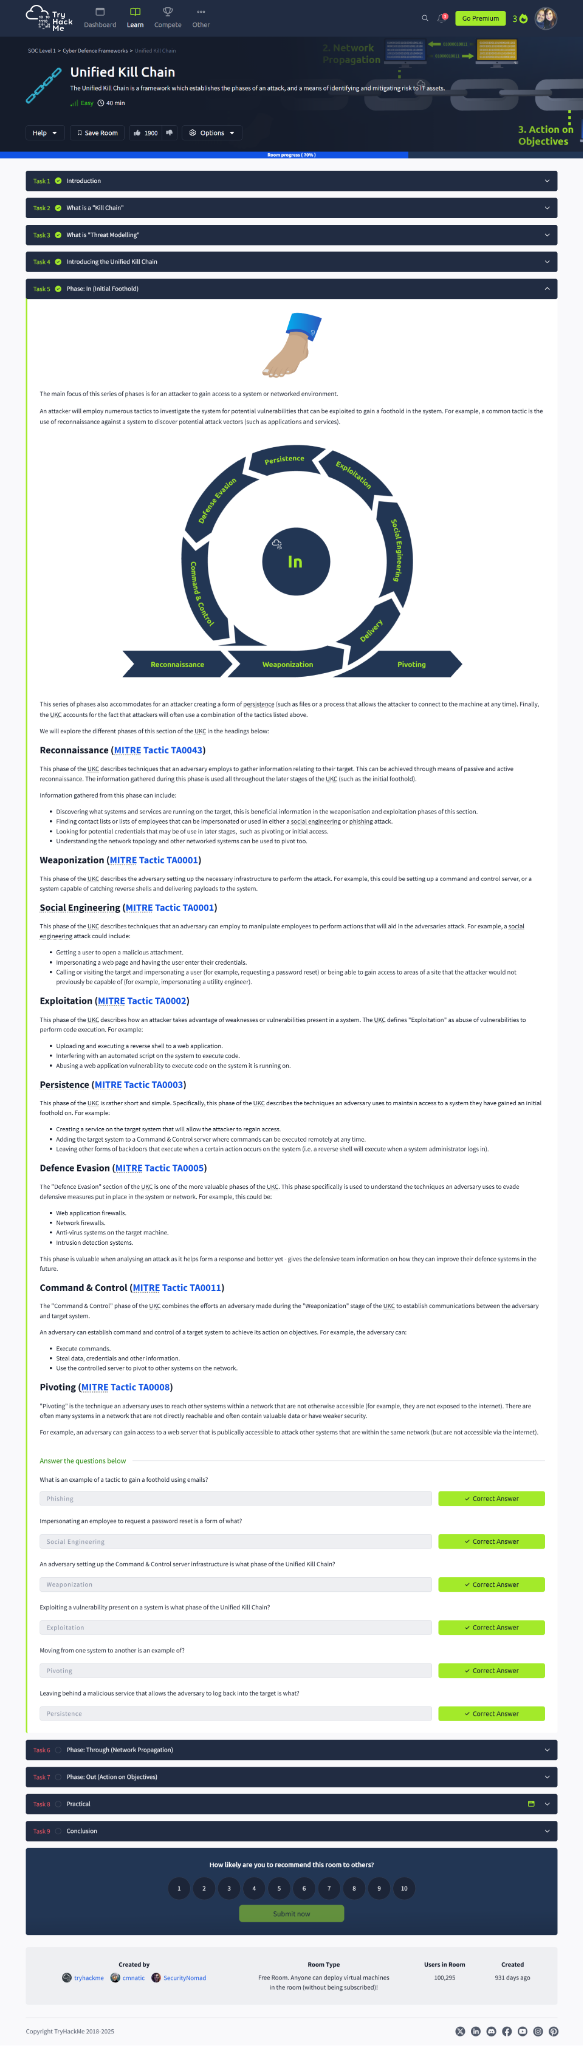 Try
Hack
Me
Dashboard
Learn
Compete
Other
Go Premium
3
SOC Level 1 > Cyber Defence Frameworks > Unified Kill Chain
2. Network
Propagation
Unified Kill Chain
The Unified Kill Chain is a framework which establishes the phases of an attack, and a means of identifying and mitigating risk to IT assets.
Easy 40 min
3. Action on
Objectives
Help
Save Room
1900
Options
Room progress ( 70% )
Task 1 Introduction
Task 2 What is a "Kill Chain"
Task 3 What is "Threat Modelling"
Task 4 Introducing the Unified Kill Chain
Task 5 Phase: In (Initial Foothold)
The main focus of this series of phases is for an attacker to gain access to a system or networked environment.
An attacker will employ numerous tactics to investigate the system for potential vulnerabilities that can be exploited to gain a foothold in the system. For example, a common tactic is the
use of reconnaissance against a system to discover potential attack vectors (such as applications and services).
Persistence
Exploitation
Defense Evasion
Social Engineering
In
Command & Control
Delivery
Reconnaissance
Weaponization
Pivoting
This series of phases also accommodates for an attacker creating a form of persistence (such as files or a process that allows the attacker to connect to the machine at any time). Finally,
the UKC accounts for the fact that attackers will often use a combination of the tactics listed above.
We will explore the different phases of this section of the UKC in the headings below:
Reconnaissance (MITRE Tactic TA0043)
This phase of the UKC describes techniques that an adversary employs to gather information relating to their target. This can be achieved through means of passive and active
reconnaissance. The information gathered during this phase is used all throughout the later stages of the UKC (such as the initial foothold).
Information gathered from this phase can include:
• Discovering what systems and services are running on the target, this is beneficial information in the weaponisation and exploitation phases of this section.
• Finding contact lists or lists of employees that can be impersonated or used in either a social engineering or phishing attack.
• Looking for potential credentials that may be of use in later stages, such as pivoting or initial access.
• Understanding the network topology and other networked systems can be used to pivot too.
Weaponization (MITRE Tactic TA0001)
This phase of the UKC describes the adversary setting up the necessary infrastructure to perform the attack. For example, this could be setting up a command and control server, or a
system capable of catching reverse shells and delivering payloads to the system.
Social Engineering (MITRE Tactic TA0001)
This phase of the UKC describes techniques that an adversary can employ to manipulate employees to perform actions that will aid in the adversaries attack. For example, a social
engineering attack could include:
• Getting a user to open a malicious attachment.
• Impersonating a web page and having the user enter their credentials.
• Calling or visiting the target and impersonating a user (for example, requesting a password reset) or being able to gain access to areas of a site that the attacker would not
previously be capable of (for example, impersonating a utility engineer).
Exploitation (MITRE Tactic TA0002)
This phase of the UKC describes how an attacker takes advantage of weaknesses or vulnerabilities present in a system. The UKC defines "Exploitation" as abuse of vulnerabilities to
perform code execution. For example:
• Uploading and executing a reverse shell to a web application.
• Interfering with an automated script on the system to execute code.
• Abusing a web application vulnerability to execute code on the system it is running on.
Persistence (MITRE Tactic TA0003)
This phase of the UKC is rather short and simple. Specifically, this phase of the UKC describes the techniques an adversary uses to maintain access to a system they have gained an initial
foothold on. For example:
• Creating a service on the target system that will allow the attacker to regain access.
• Adding the target system to a Command & Control server where commands can be executed remotely at any time.
• Leaving other forms of backdoors that execute when a certain action occurs on the system (i.e. a reverse shell will execute when a system administrator logs in).
Defence Evasion (MITRE Tactic TA0005)
The "Defence Evasion" section of the UKC is one of the more valuable phases of the UKC. This phase specifically is used to understand the techniques an adversary uses to evade
defensive measures put in place in the system or network. For example, this could be:
• Web application firewalls.
• Network firewalls.
• Anti-virus systems on the target machine.
• Intrusion detection systems.
This phase is valuable when analysing an attack as it helps form a response and better yet - gives the defensive team information on how they can improve their defence systems in the
future.
Command & Control (MITRE Tactic TA0011)
The "Command & Control" phase of the UKC combines the efforts an adversary made during the "Weaponization" stage of the UKC to establish communications between the adversary
and target system.
An adversary can establish command and control of a target system to achieve its action on objectives. For example, the adversary can:
• Execute commands.
• Steal data, credentials and other information.
• Use the controlled server to pivot to other systems on the network.
Pivoting (MITRE Tactic TA0008)
"Pivoting" is the technique an adversary uses to reach other systems within a network that are not otherwise accessible (for example, they are not exposed to the internet). There are
often many systems in a network that are not directly reachable and often contain valuable data or have weaker security.
For example, an adversary can gain access to a web server that is publically accessible to attack other systems that are within the same network (but are not accessible via the internet).
Answer the questions below
What is an example of a tactic to gain a foothold using emails?
Phishing
Correct Answer
Impersonating an employee to request a password reset is a form of what?
Social Engineering
Correct Answer
An adversary setting up the Command & Control server infrastructure is what phase of the Unified Kill Chain?
Weaponization
Correct Answer
Exploiting a vulnerability present on a system is what phase of the Unified Kill Chain?
Exploitation
Correct Answer
Moving from one system to another is an example of?
Pivoting
Correct Answer
Leaving behind a malicious service that allows the adversary to log back into the target is what?
Persistence
Correct Answer
Task 6 Phase: Through (Network Propagation)
Task 7 Phase: Out (Action on Objectives)
Task 8 Practical
Task 9 Conclusion
How likely are you to recommend this room to others?
1 2 3 4 5 6 7 8 9 10
Submit now
Created by
tryhackme cmnatic SecurityNomad
Room Type
Free Room. Anyone can deploy virtual machines
in the room (without being subscribed)!
Users in Room
100,295
Created
931 days ago
Copyright TryHackMe 2018-2025